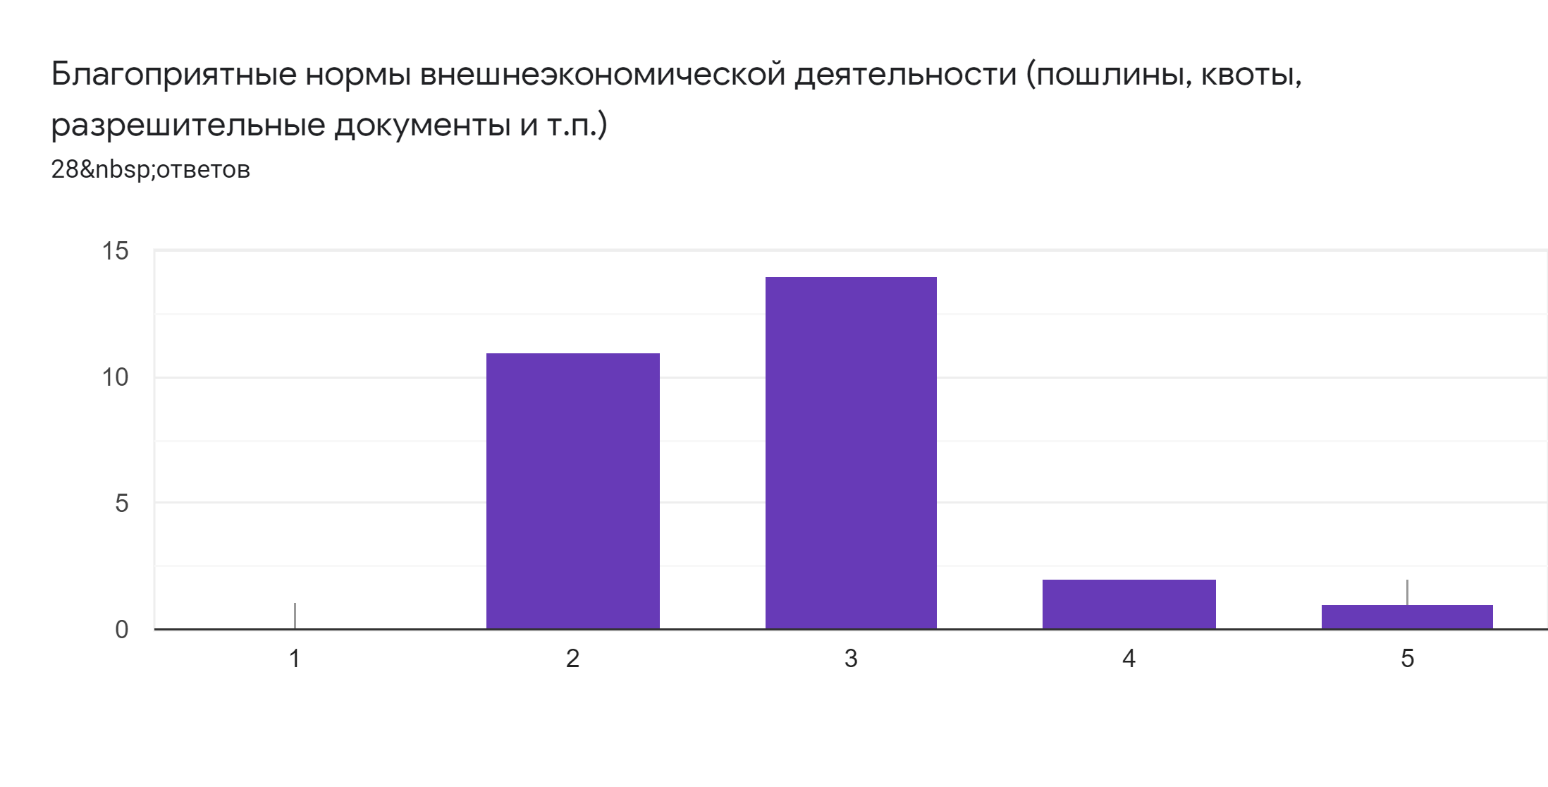 Благоприятные нормы внешнеэкономической деятельности (пошлины, квоты,
разрешительные документы и т.п.)
28&nbsp;ответов
15
10
5
0
1 2 3 4 5